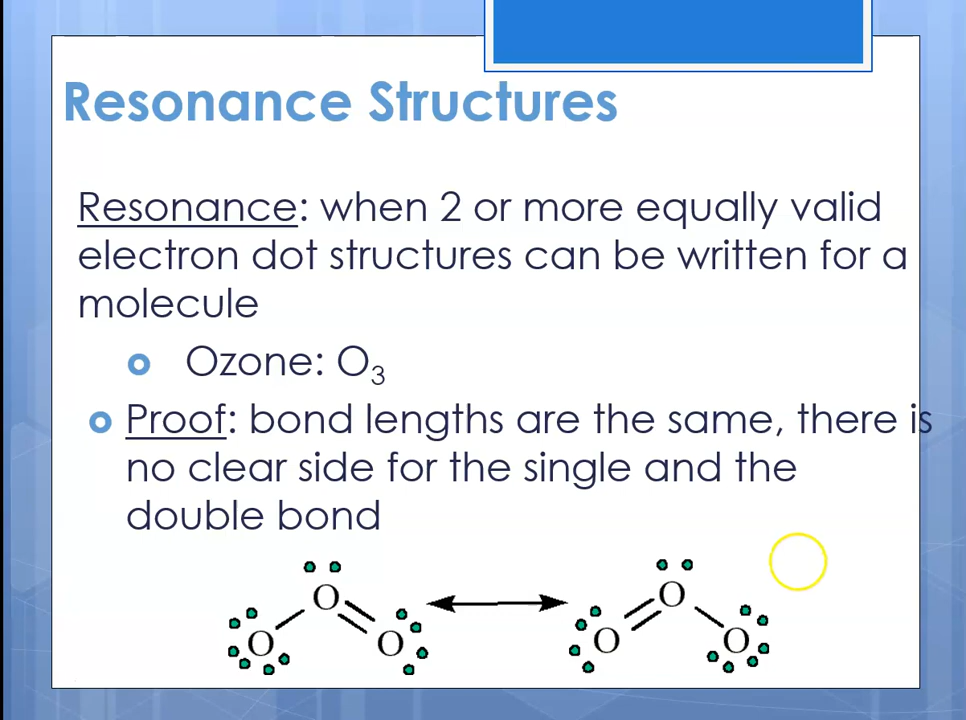 Resonance Structures
Resonance: when 2 or more equally valid
electron dot structures can be written for a
molecule
Ozone: O₃
Proof: bond lengths are the same, there is
no clear side for the single and the
double bond
O O
O O O O